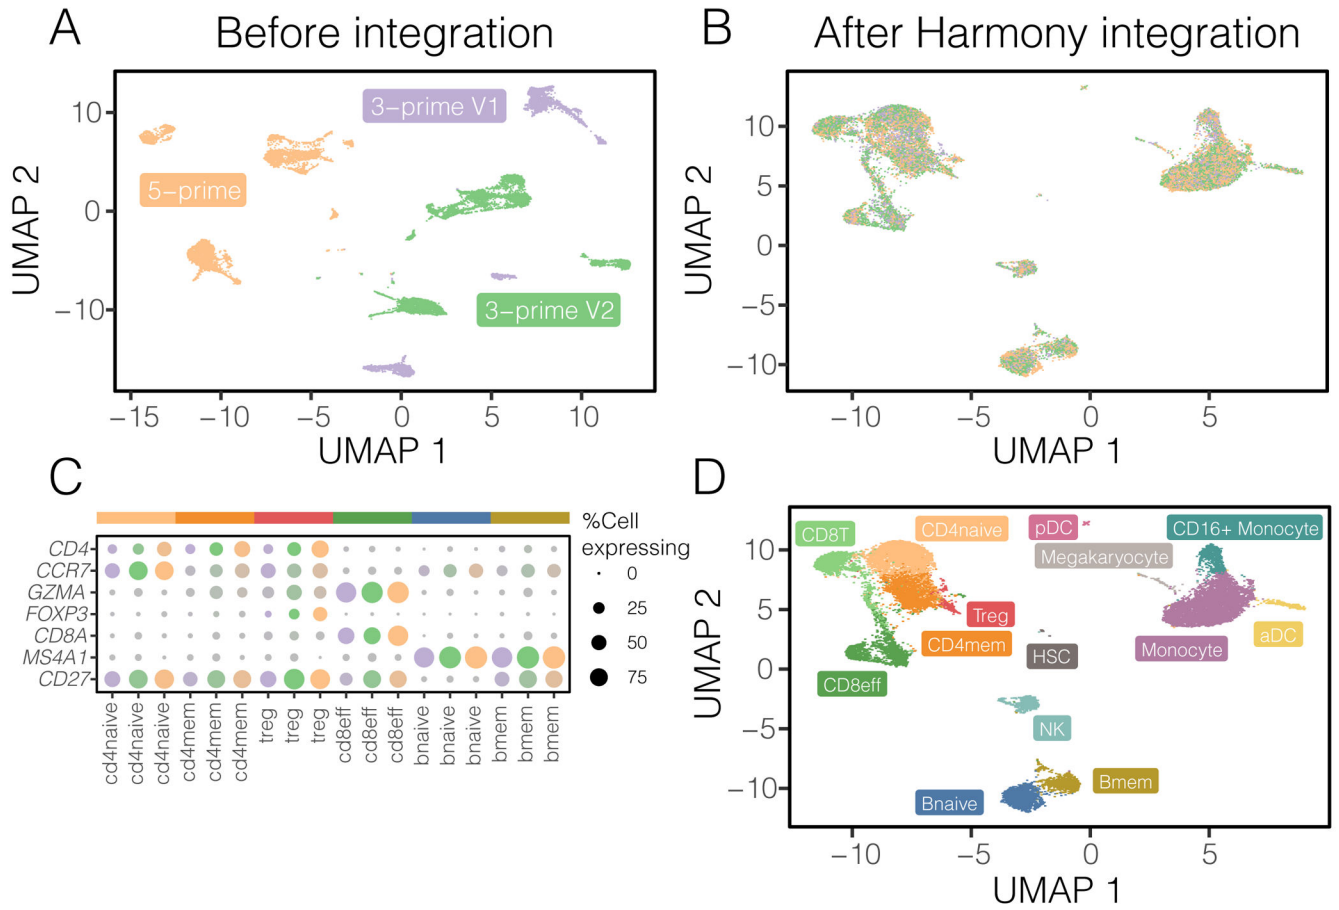 A
Before integration
3-prime V1
5-prime
3-prime V2
10
0
−10
UMAP 2
−15
−10
−5
0
5
10
UMAP 1
B
After Harmony integration
10
5
0
−5
−10
UMAP 2
−10
−5
0
5
UMAP 1
C
CD4
CCR7
GZMA
FOXP3
CD8A
MS4A1
CD27
cd4naive
cd4naive
cd4naive
cd4mem
cd4mem
cd4mem
treg
treg
treg
cd8eff
cd8eff
cd8eff
bnaive
bnaive
bnaive
bmem
bmem
bmem
%Cell
expressing
0
25
50
75
D
CD8T
CD4naive
pDC
CD16+ Monocyte
Megakaryocyte
Treg
CD4mem
HSC
Monocyte
aDC
CD8eff
NK
Bmem
Bnaive
10
5
0
−5
−10
UMAP 2
−10
−5
0
5
UMAP 1